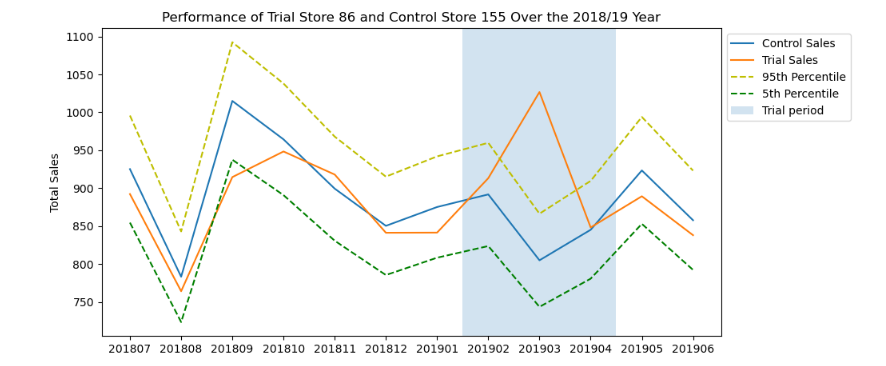 Performance of Trial Store 86 and Control Store 155 Over the 2018/19 Year
Total Sales
1100
1050
1000
950
900
850
800
750
201807 201808 201809 201810 201811 201812 201901 201902 201903 201904 201905 201906
Control Sales
Trial Sales
95th Percentile
5th Percentile
Trial period